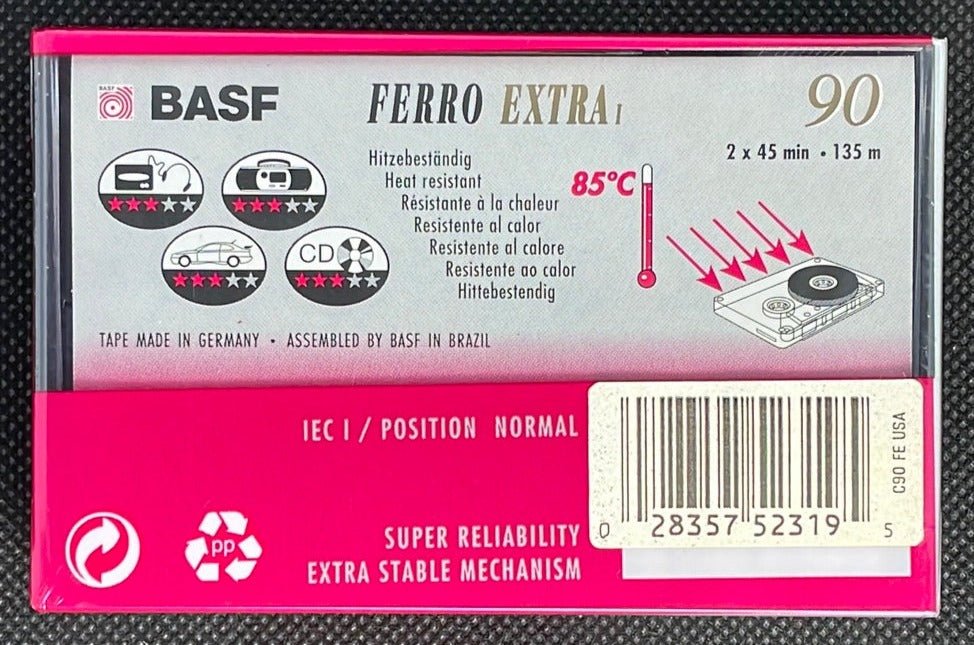 BASF
BASF
FERRO EXTRA I
90
2 x 45 min • 135 m
Hitzebeständig
Heat resistant
Résistante à la chaleur
Resistente al calor
Resistente al calore
Resistente ao calor
Hittebestendig
85°C
CD
TAPE MADE IN GERMANY • ASSEMBLED BY BASF IN BRAZIL
IEC I / POSITION NORMAL
SUPER RELIABILITY
EXTRA STABLE MECHANISM
PP
C90 FE USA
0 28357 52319 5